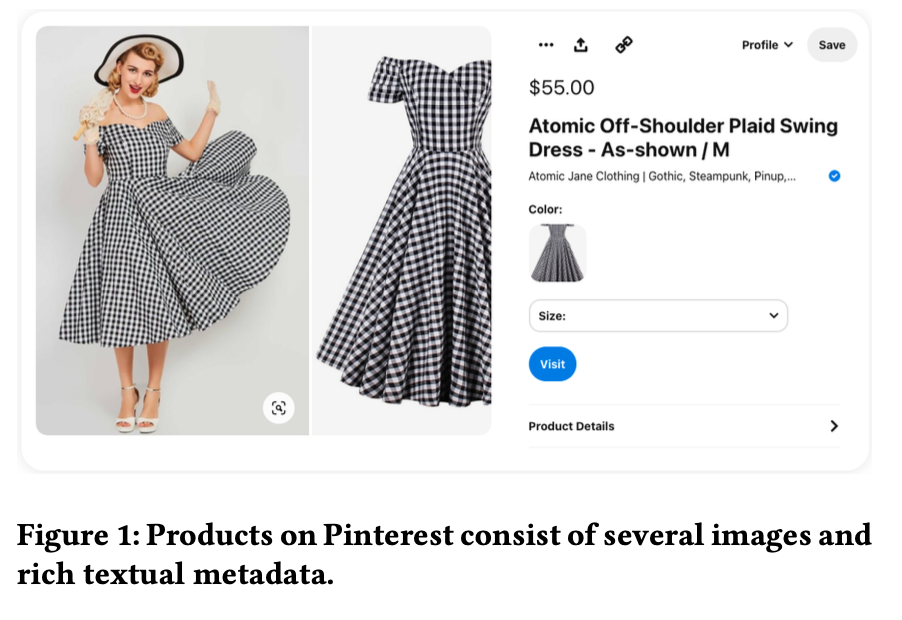 Profile
Save
$55.00
Atomic Off-Shoulder Plaid Swing
Dress - As-shown / M
Atomic Jane Clothing | Gothic, Steampunk, Pinup,...
Color:
Size:
Visit
Product Details
Figure 1: Products on Pinterest consist of several images and
rich textual metadata.